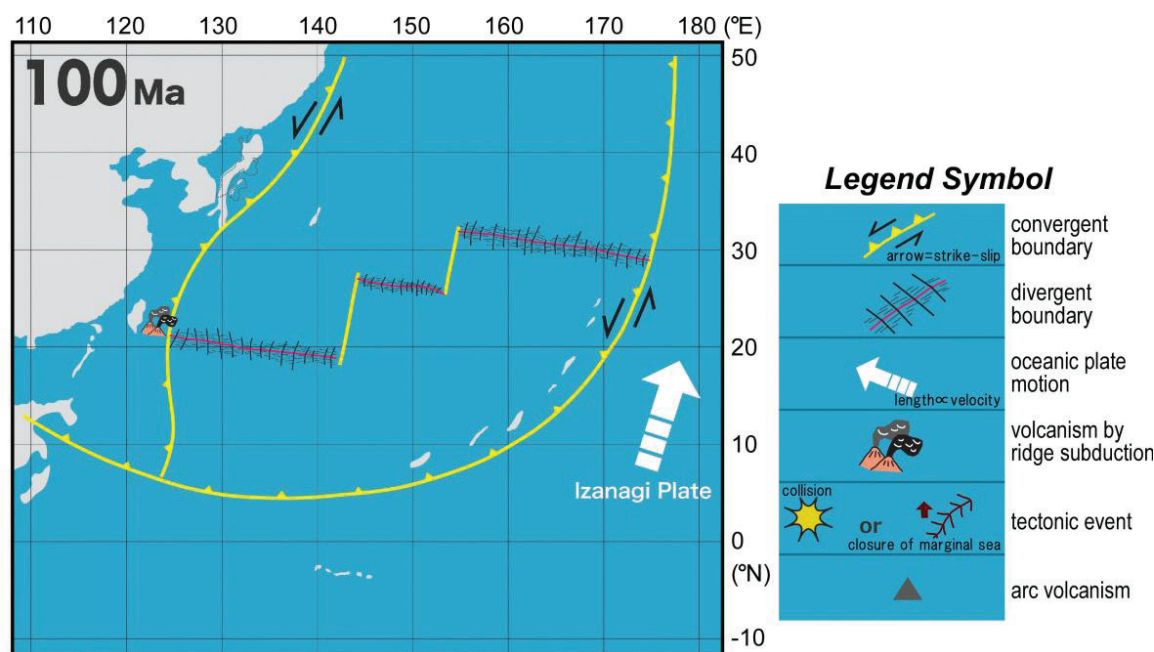 110 120 130 140 150 160 170 180 (°E)
100 Ma
50
40
30
20
10
0
(°N)
-10
Izanagi Plate
Legend Symbol
convergent
boundary
arrow=strike-slip
divergent
boundary
oceanic plate
motion
length∝velocity
volcanism by
ridge subduction
collision
or
closure of marginal sea
tectonic event
arc volcanism